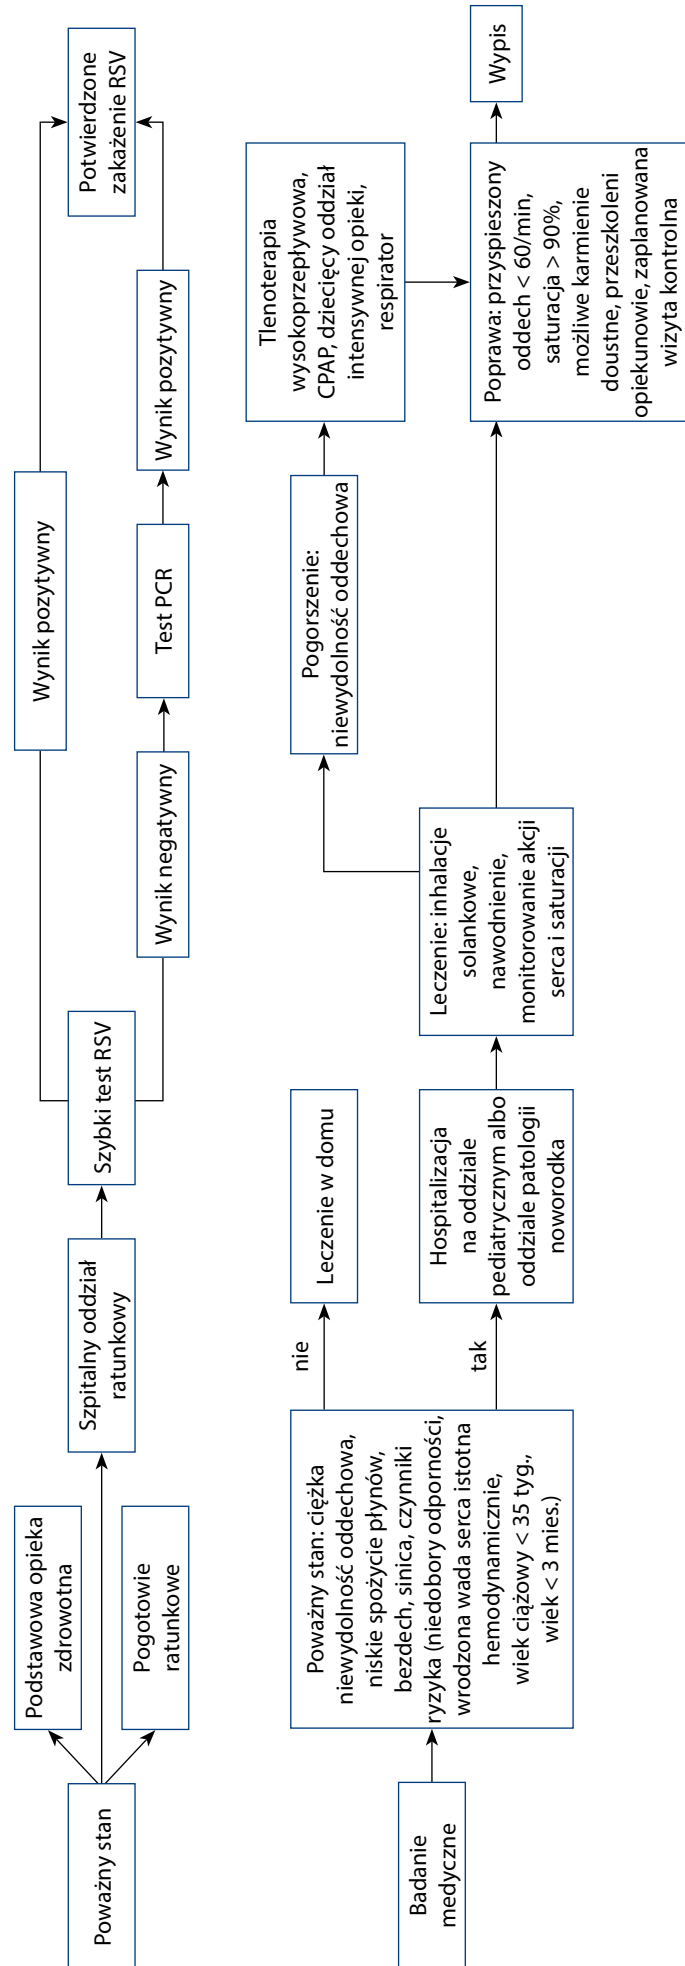 Poważny stan
Podstawowa opieka
zdrowotna
Pogotowie
ratunkowe
Szpitalny oddział
ratunkowy
Szybki test RSV
Wynik pozytywny
Wynik negatywny
Test PCR
Wynik pozytywny
Potwierdzone
zakażenie RSV
Badanie
medyczne
Poważny stan: ciężka
niewydolność oddechowa,
niskie spożycie płynów,
bezdech, sinica, czynniki
ryzyka (niedobory odporności,
wrodzona wada serca istotna
hemodynamicznie,
wiek ciążowy < 35 tyg.,
wiek < 3 mies.)
nie
tak
Leczenie w domu
Hospitalizacja
na oddziale
pediatrycznym albo
oddziale patologii
noworodka
Leczenie: inhalacje
solankowe,
nawodnienie,
monitorowanie akcji
serca i saturacji
Pogorszenie:
niewydolność oddechowa
Tlenoterapia
wysokoprzepływowa,
CPAP, dziecięcy oddział
intensywnej opieki,
respirator
Poprawa: przyspieszony
oddech < 60/min,
saturacja > 90%,
możliwe karmienie
doustne, przeszkoleni
opiekunowie, zaplanowana
wizyta kontrolna
Wypis